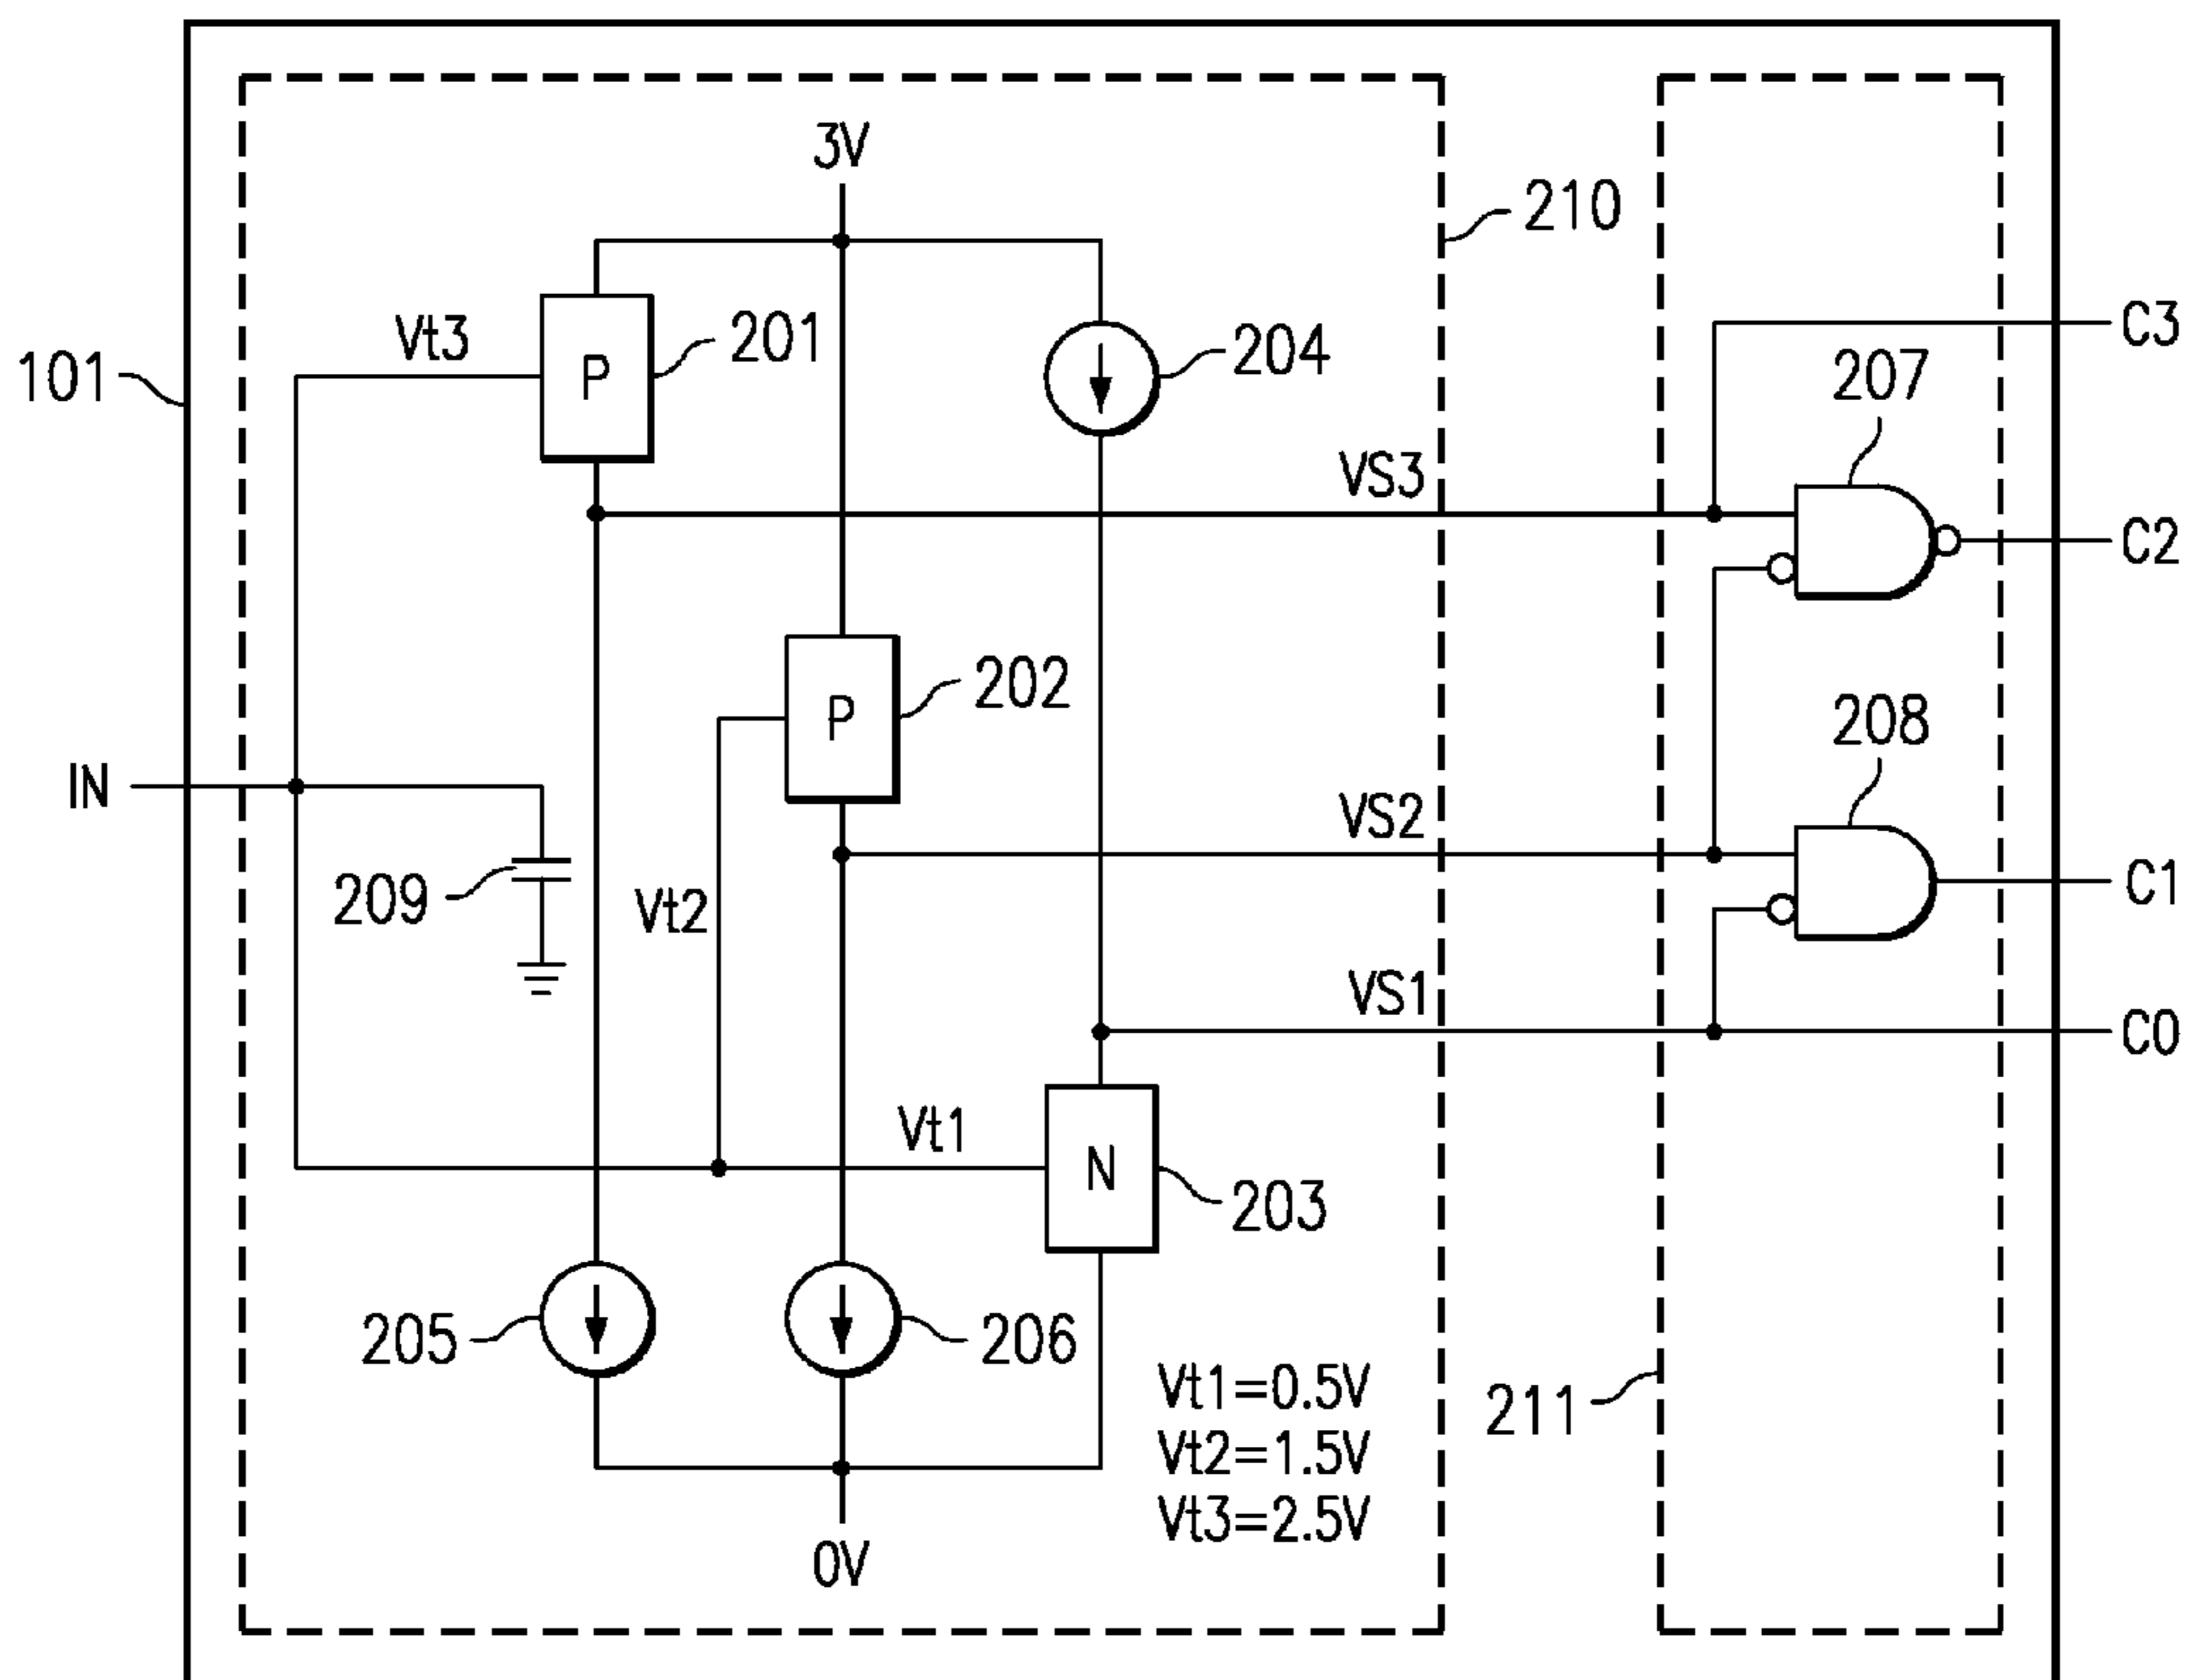 3V
210
Vt3
P
201
204
C3
207
101
VS3
C2
P
202
208
IN
VS2
209
Vt2
C1
VS1
C0
Vt1
N
203
205
206
Vt1=0.5V
Vt2=1.5V
Vt3=2.5V
211
0V